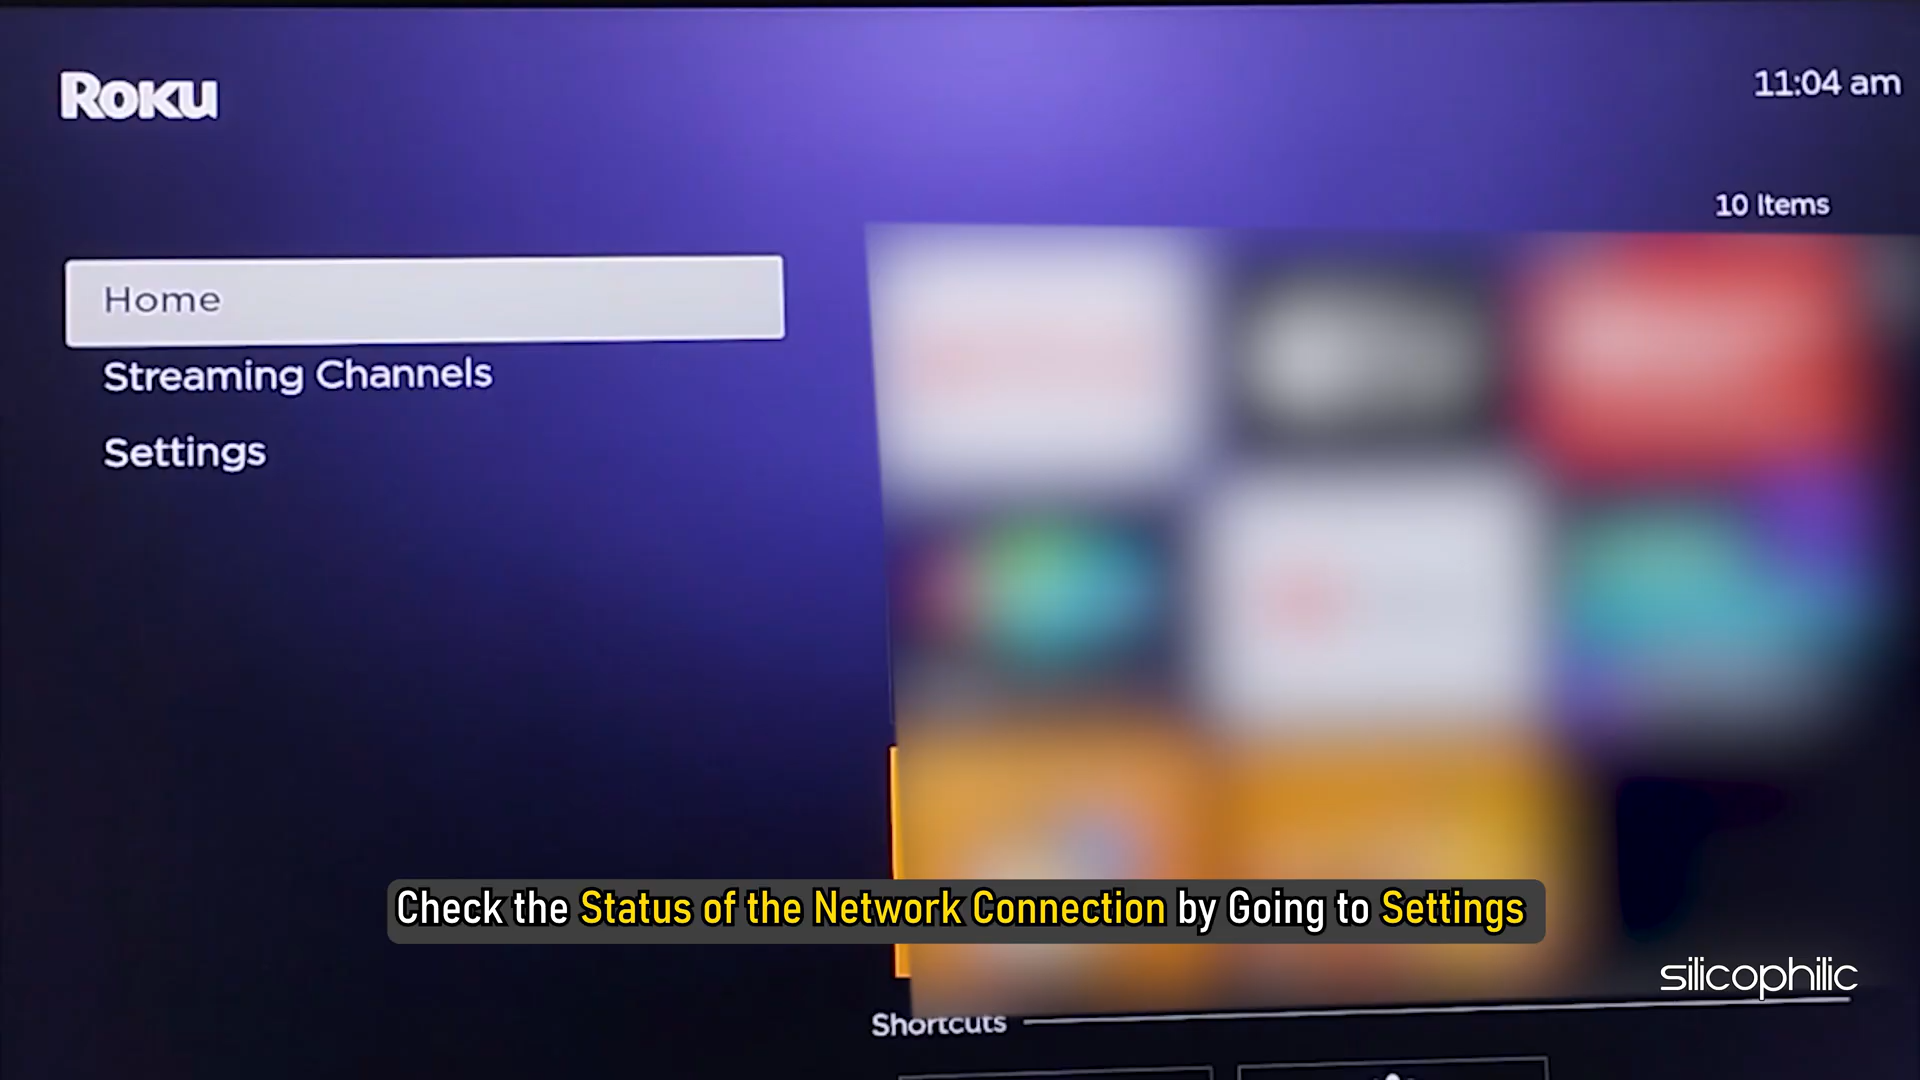 Roku
11:04 am
10 Items
Home
Streaming Channels
Settings
Check the Status of the Network Connection by Going to Settings
silicophilic
Shortcuts